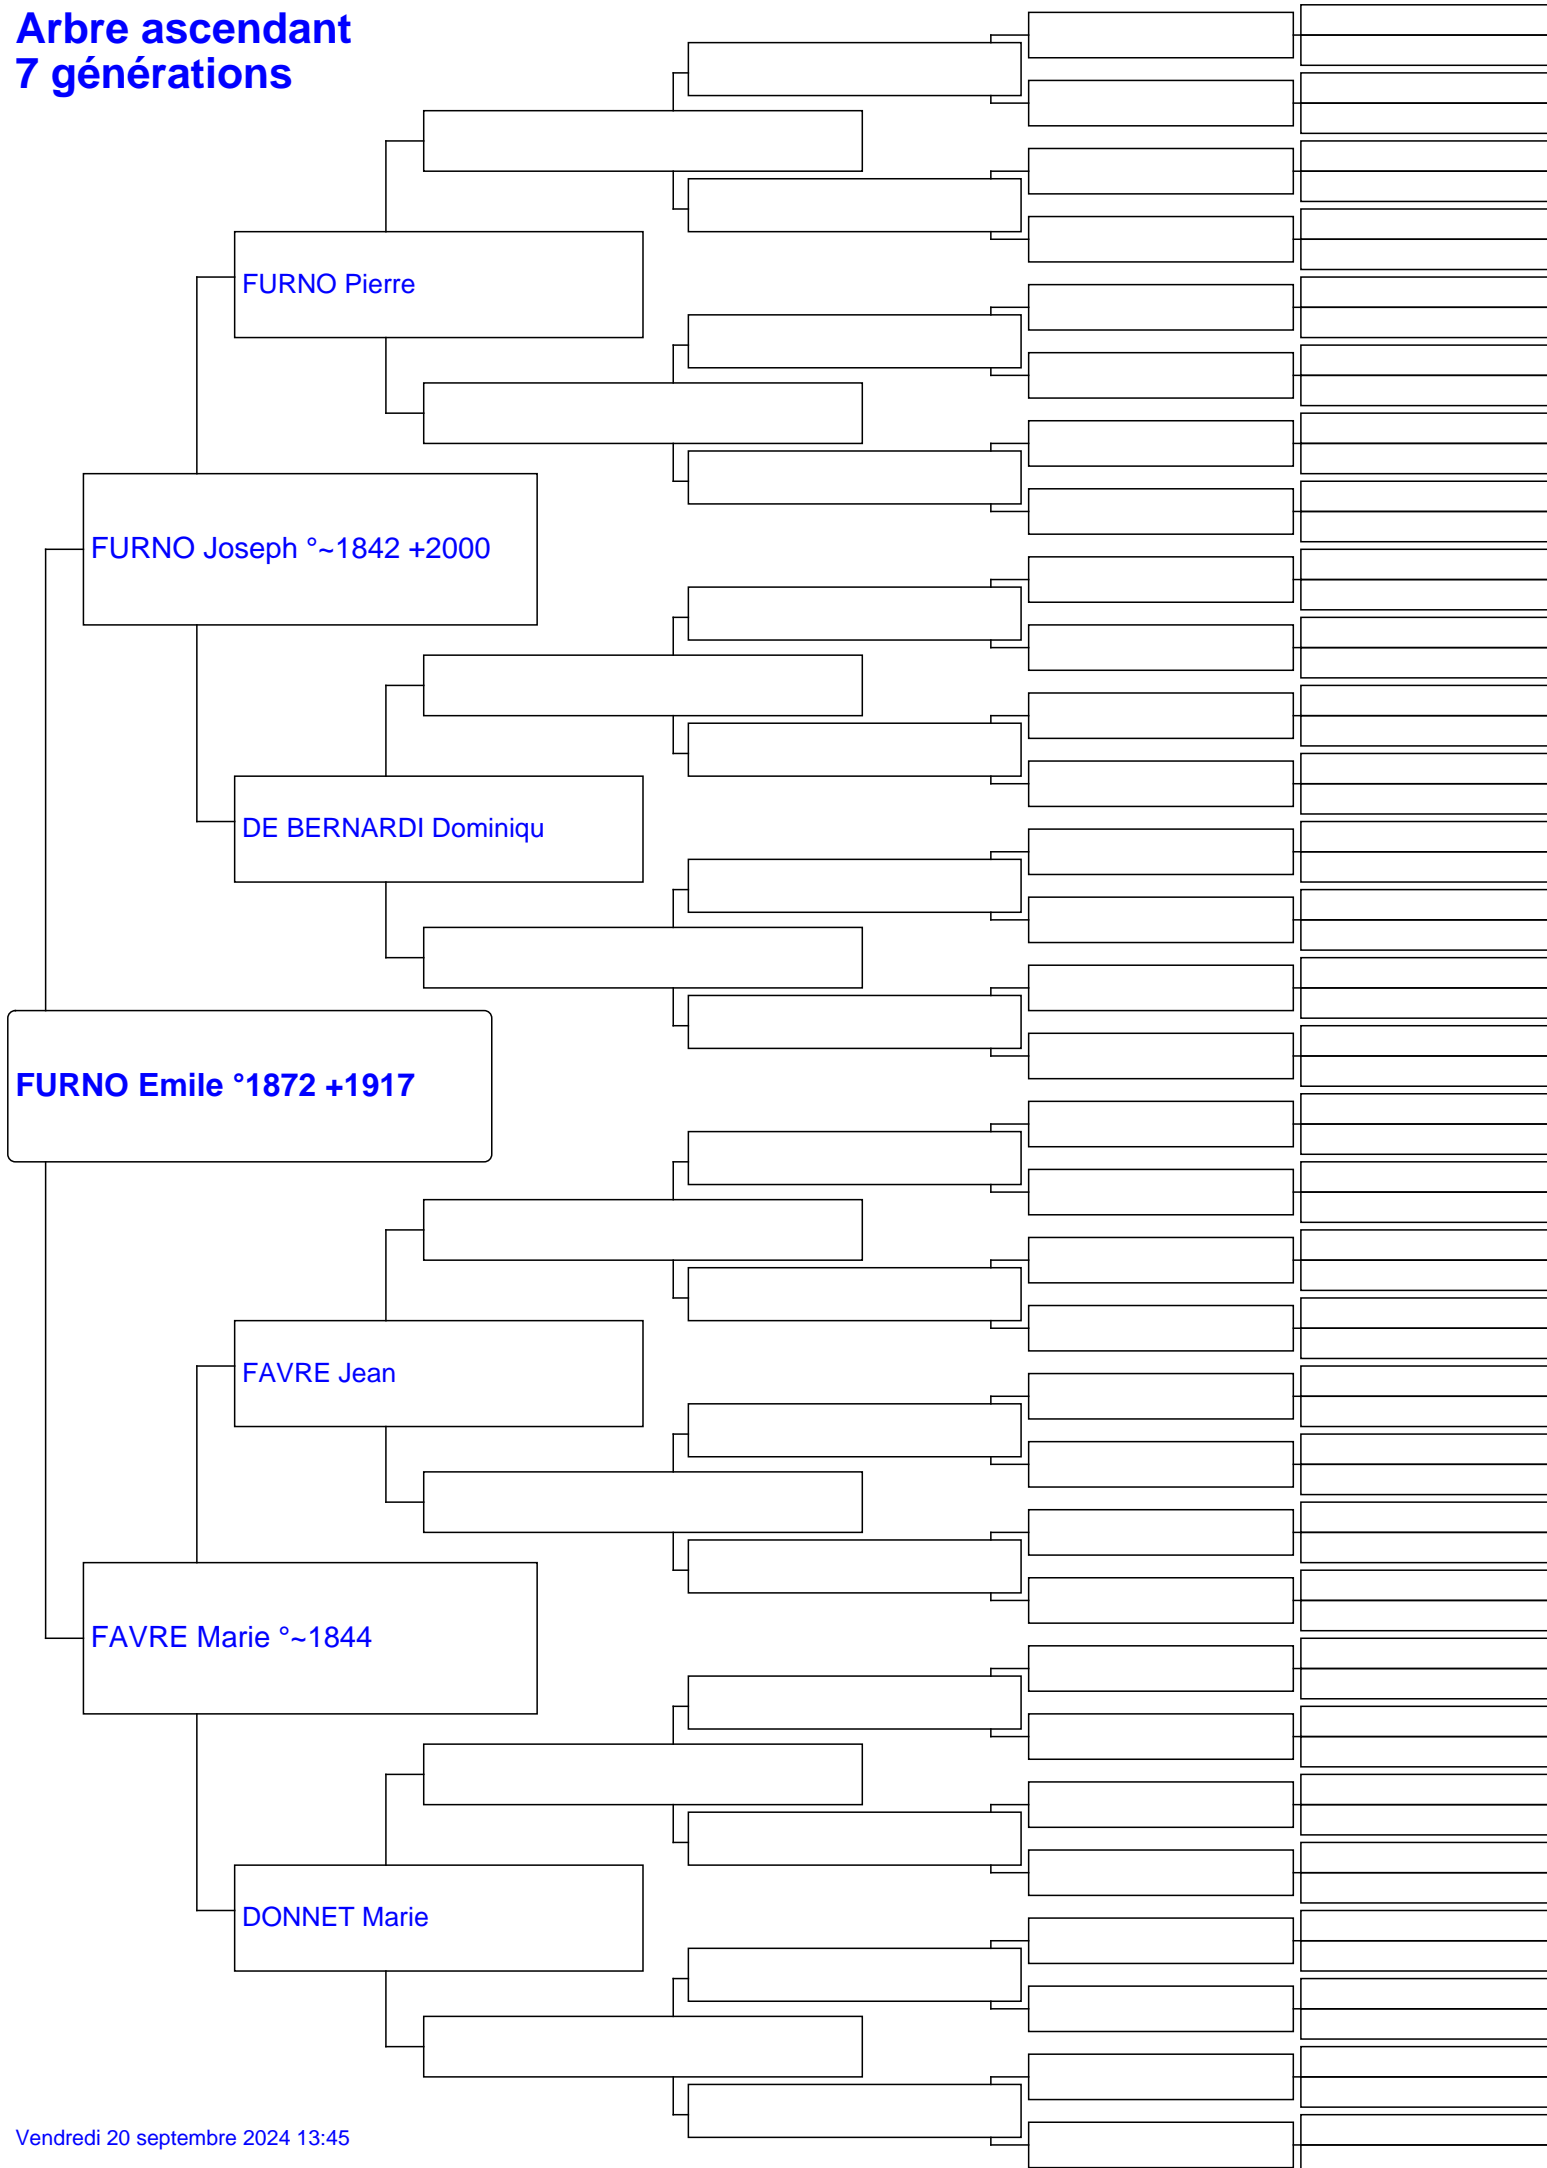 Arbre ascendant
7 générations
FURNO Pierre
FURNO Joseph °~1842 +2000
DE BERNARDI Dominiqu
FURNO Emile °1872 +1917
FAVRE Jean
FAVRE Marie °~1844
DONNET Marie
Vendredi 20 septembre 2024 13:45